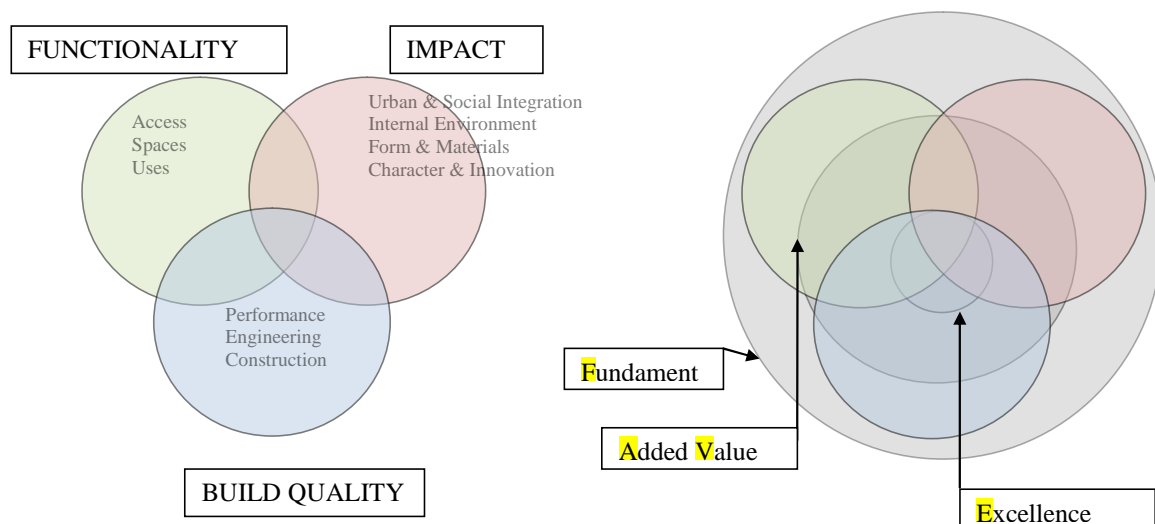 FUNCTIONALITY
IMPACT
Access
Spaces
Uses
Urban & Social Integration
Internal Environment
Form & Materials
Character & Innovation
Performance
Engineering
Construction
BUILD QUALITY
Fundament
Added Value
Excellence